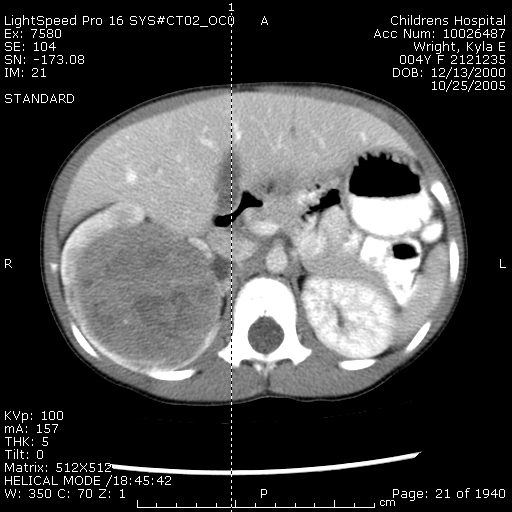 LightSpeed Pro 16 SYS#CT02_OC0
Ex: 7580
SE: 104
SN: -173.08
IM: 21
STANDARD
1
A
Childrens Hospital
Acc Num: 10026487
Wright, Kyla E
004Y F 2121235
DOB: 12/13/2000
10/25/2005
R
L
KVp: 100
mA: 157
THK: 5
Tilt: 0
Matrix: 512X512
HELICAL MODE /18:45:42
W: 350 C: 70 Z: 1
P
cm
Page: 21 of 1940